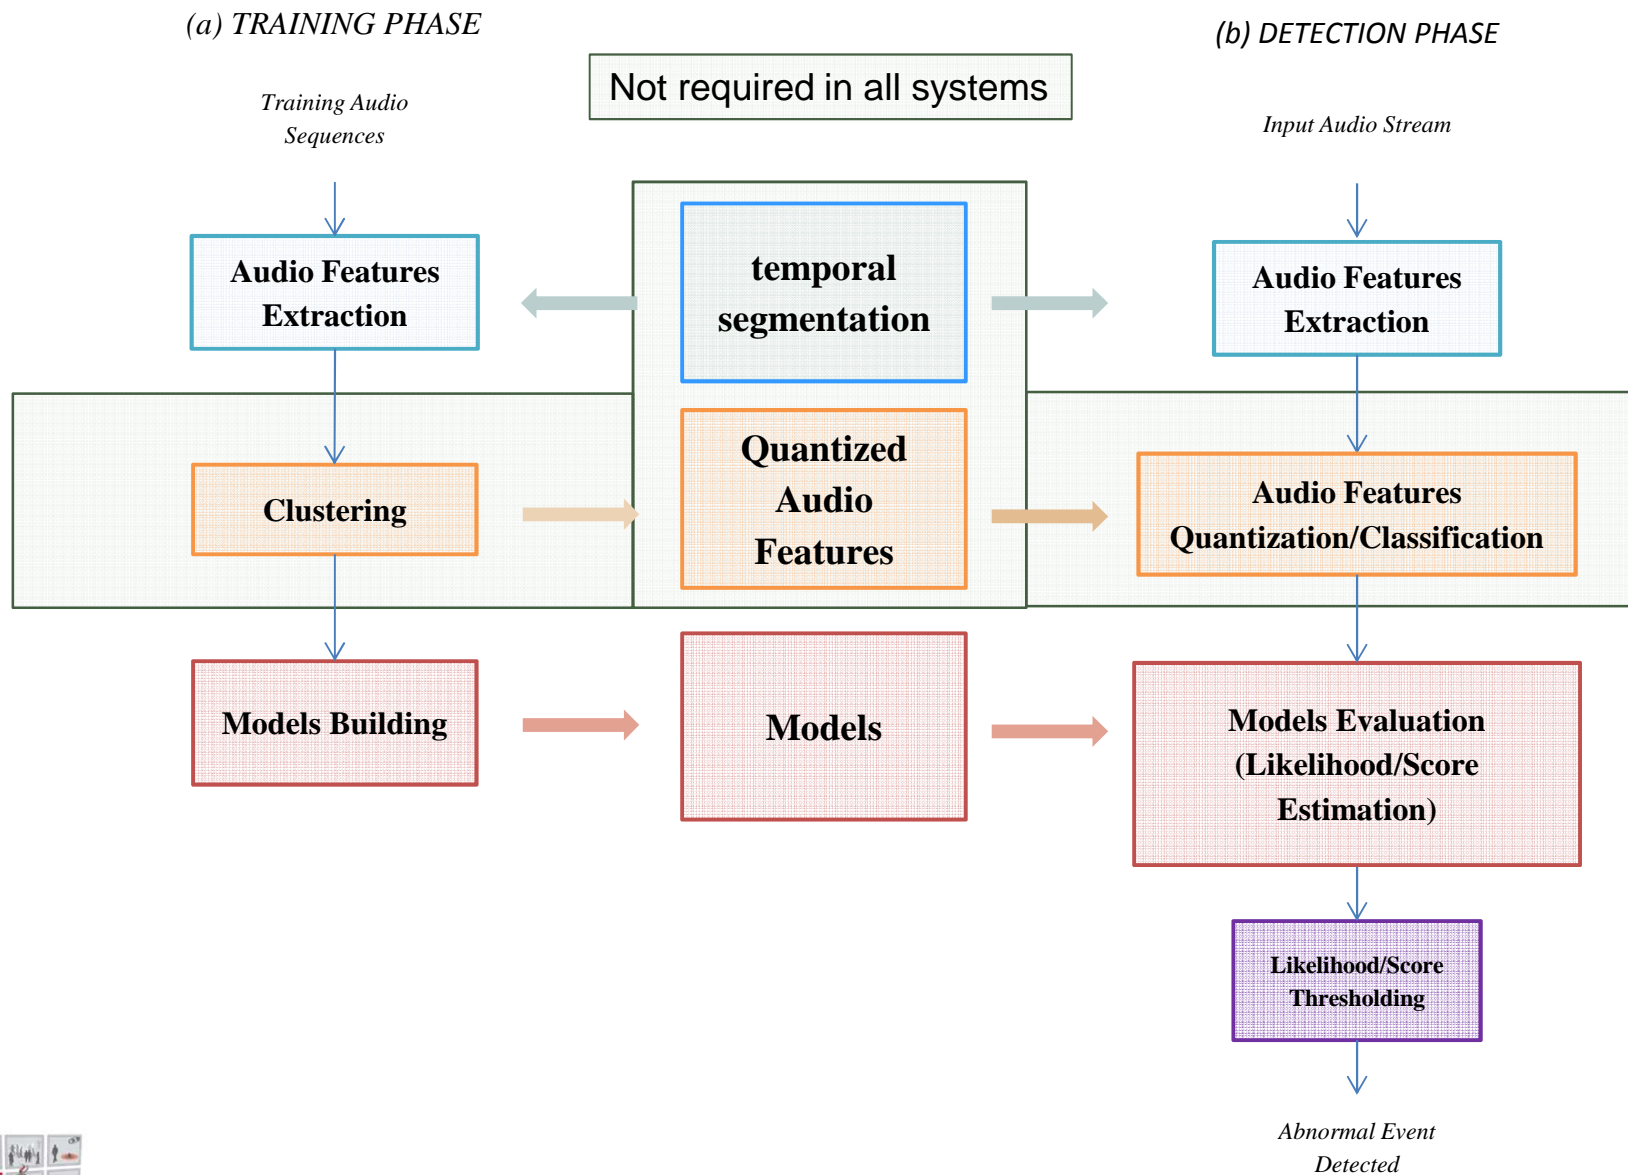 (a) TRAINING PHASE
(b) DETECTION PHASE
Not required in all systems
Training Audio
Sequences
Input Audio Stream
Audio Features
Extraction
temporal
segmentation
Audio Features
Extraction
Clustering
Quantized
Audio
Features
Audio Features
Quantization/Classification
Models Building
Models
Models Evaluation
(Likelihood/Score
Estimation)
Likelihood/Score
Thresholding
Abnormal Event
Detected